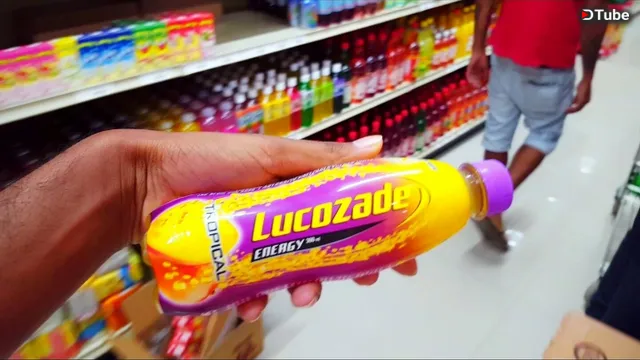 DTube
TROPICAL
LUCOZADE
ENERGY